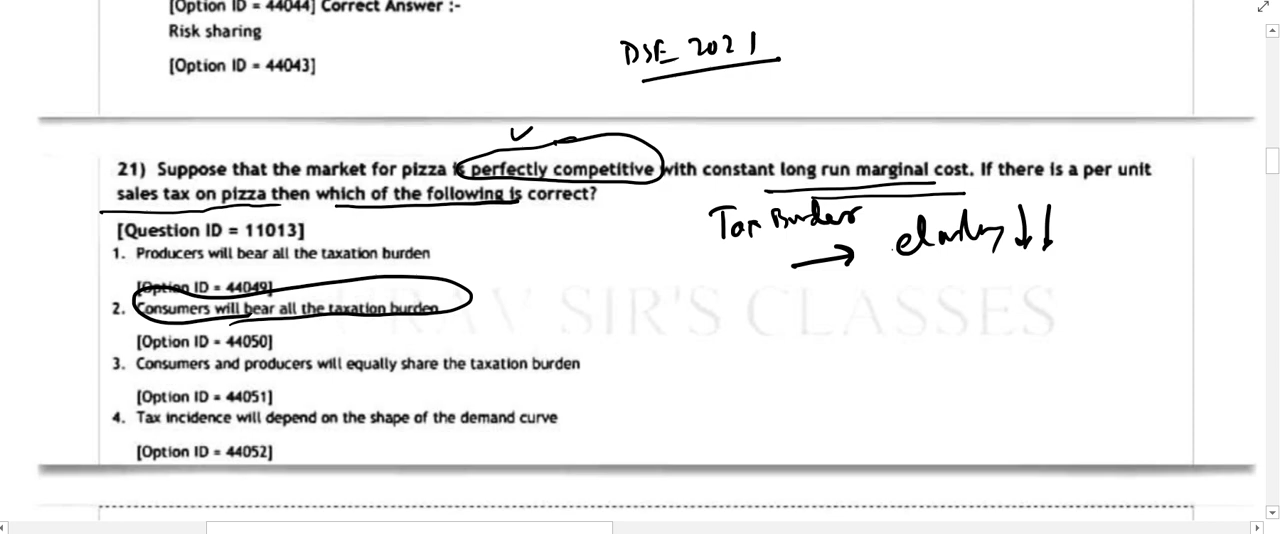 [Option ID = 44044] Correct Answer :-
Risk sharing
DSE 2021
[Option ID = 44043]
21) Suppose that the market for pizza is perfectly competitive with constant long run marginal cost. If there is a per unit
sales tax on pizza then which of the following is correct?
Tax Burden
[Question ID = 11013]
1. Producers will bear all the taxation burden
[Option ID = 44049]
2. Consumers will bear all the taxation burden
SIR'S CLASSES
[Option ID = 44050]
3. Consumers and producers will equally share the taxation burden
[Option ID = 44051]
4. Tax incidence will depend on the shape of the demand curve
[Option ID = 44052]